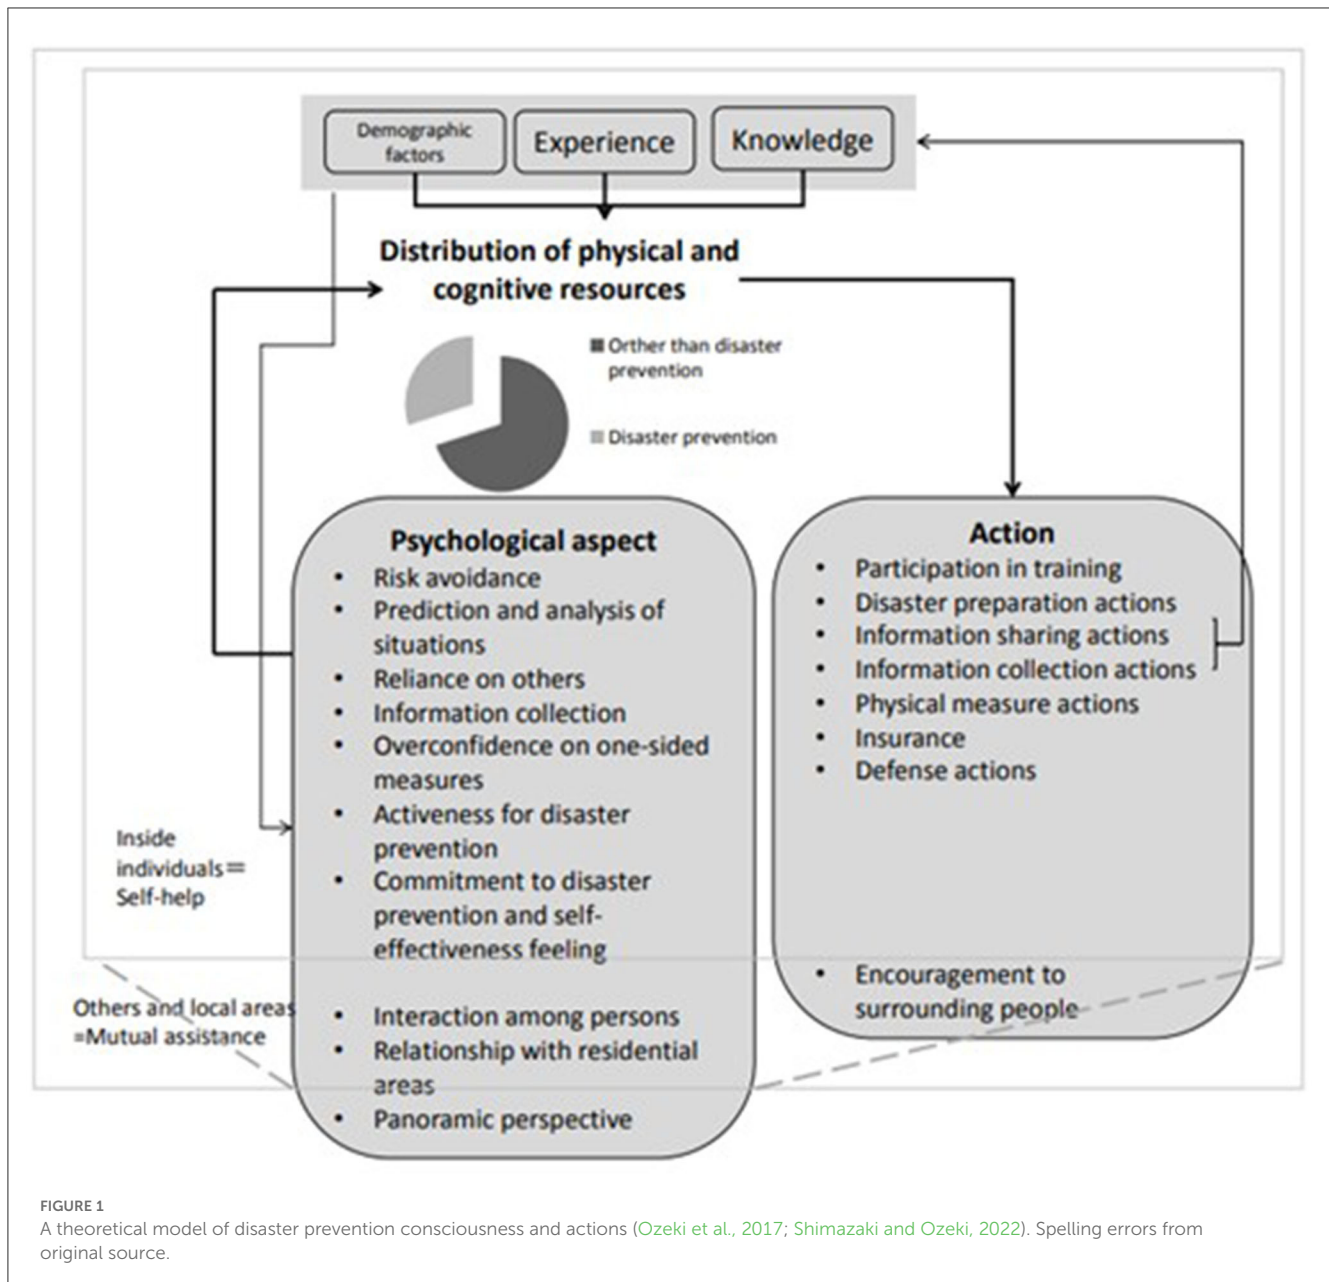 Demographic
factors
Experience
Knowledge
Distribution of physical and
cognitive resources
Orther than disaster
prevention
Disaster prevention
Psychological aspect
• Risk avoidance
• Prediction and analysis of
situations
• Reliance on others
• Information collection
• Overconfidence on one-sided
measures
• Activeness for disaster
prevention
• Commitment to disaster
prevention and self-
effectiveness feeling
• Interaction among persons
• Relationship with residential
areas
• Panoramic perspective
Action
• Participation in training
• Disaster preparation actions
• Information sharing actions
• Information collection actions
• Physical measure actions
• Insurance
• Defense actions
• Encouragement to
surrounding people
Inside
individuals=
Self-help
Others and local areas
=Mutual assistance
FIGURE 1
A theoretical model of disaster prevention consciousness and actions (Ozeki et al., 2017; Shimazaki and Ozeki, 2022). Spelling errors from
original source.